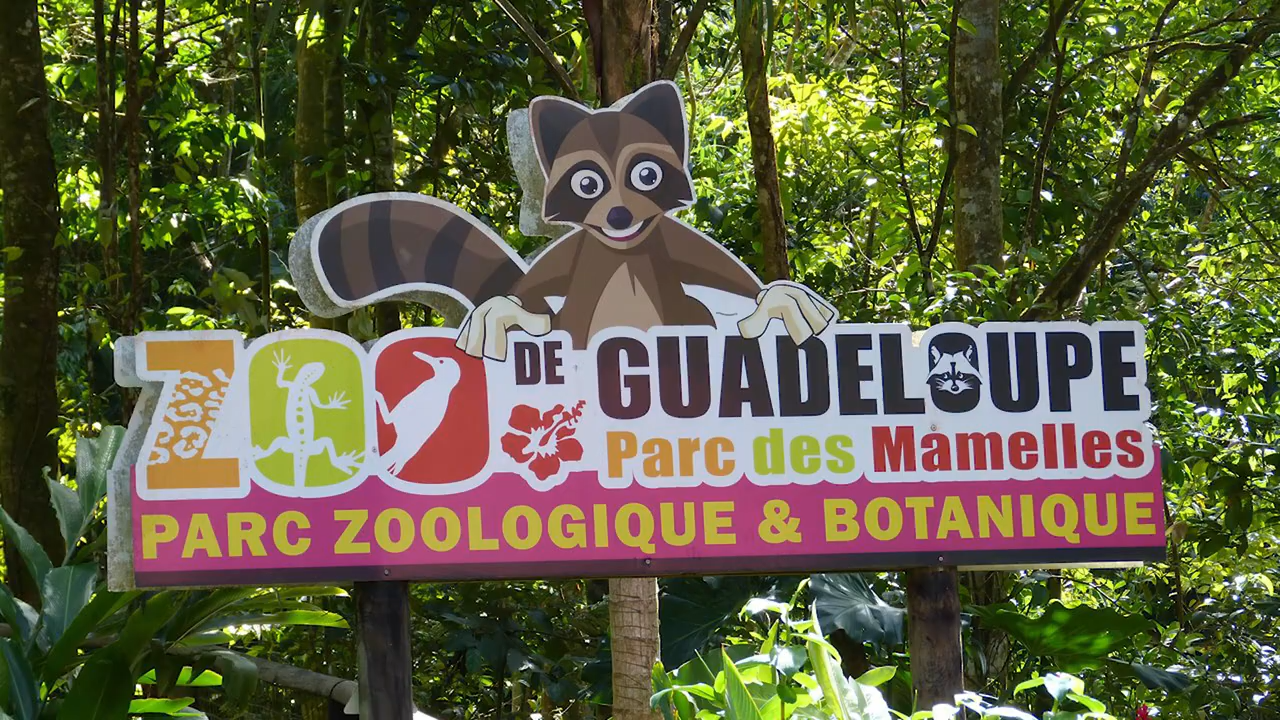 ZOO DE GUADELOUPE
Parc des Mamelles
PARC ZOOLOGIQUE & BOTANIQUE